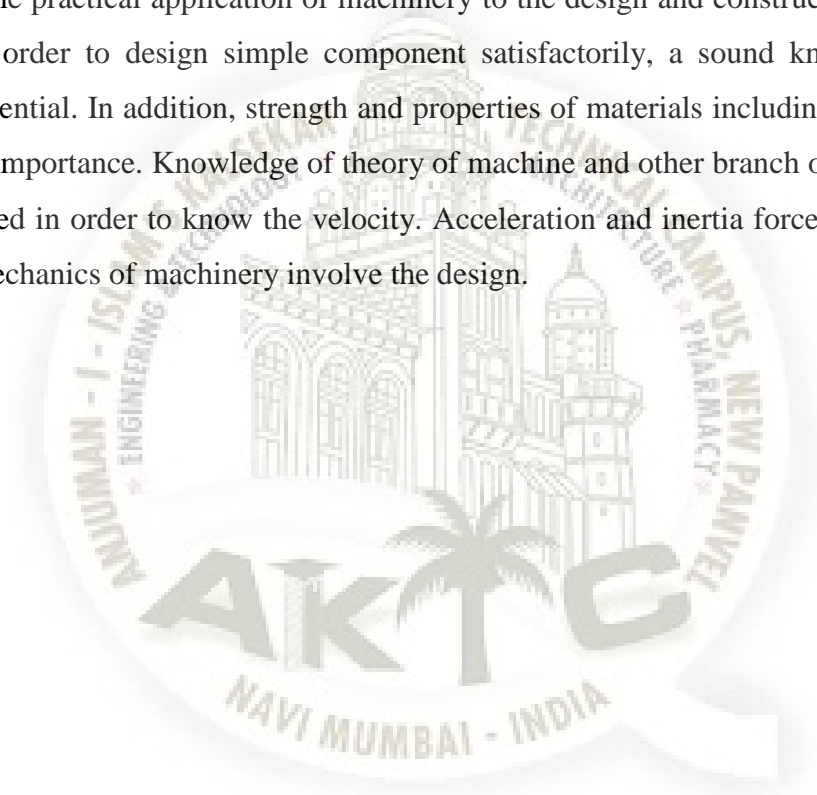 he practical application of machinery to the design and construc
order to design simple component satisfactorily, a sound kn
ential. In addition, strength and properties of materials includin
mportance. Knowledge of theory of machine and other branch o
ed in order to know the velocity. Acceleration and inertia force
echanics of machinery involve the design.
ANJUMAN - I - ISLAM'S KALSEKAR TECHNICAL CAMPUS, NEW PANVEL
ENGINEERING & TECHNOLOGY ARCHITECTURE PHARMACY
AKTC
NAVI MUMBAI - INDIA